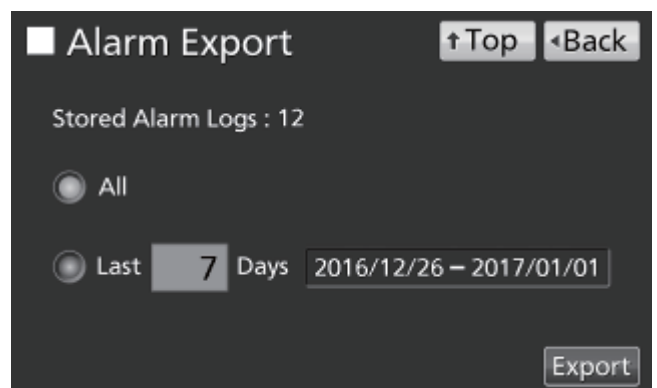 Alarm Export
↑Top
◂Back
Stored Alarm Logs : 12
All
Last 7 Days 2016/12/26 – 2017/01/01
Export